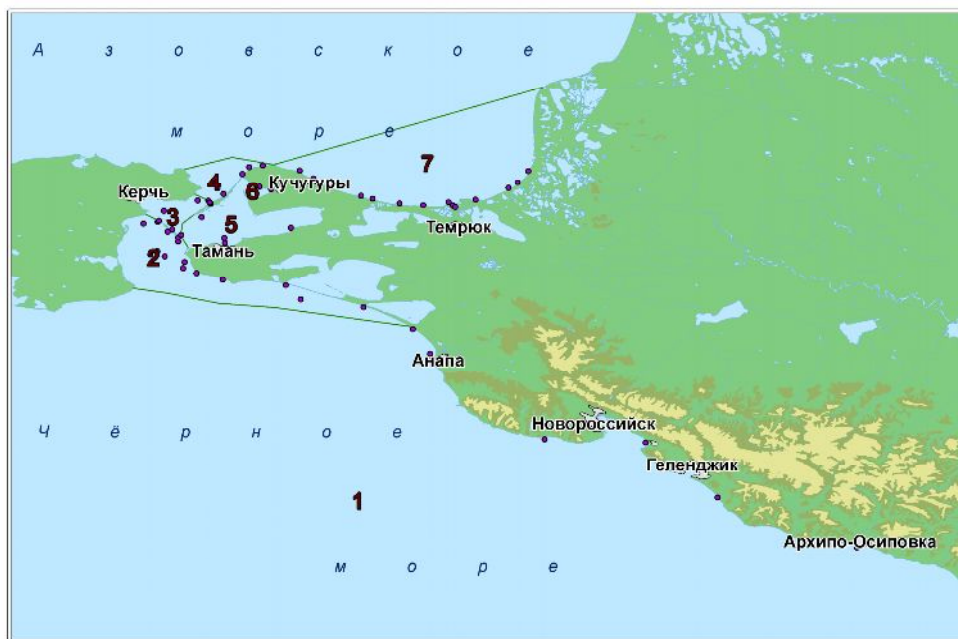 А з о в с к о е
м о р е
7
4
Керчь
6
Кучугуры
3
5
Темрюк
Тамань
2
Анапа
Новороссийск
Ч ё р н о е
Геленджик
1
Архипо-Осиповка
м о р е